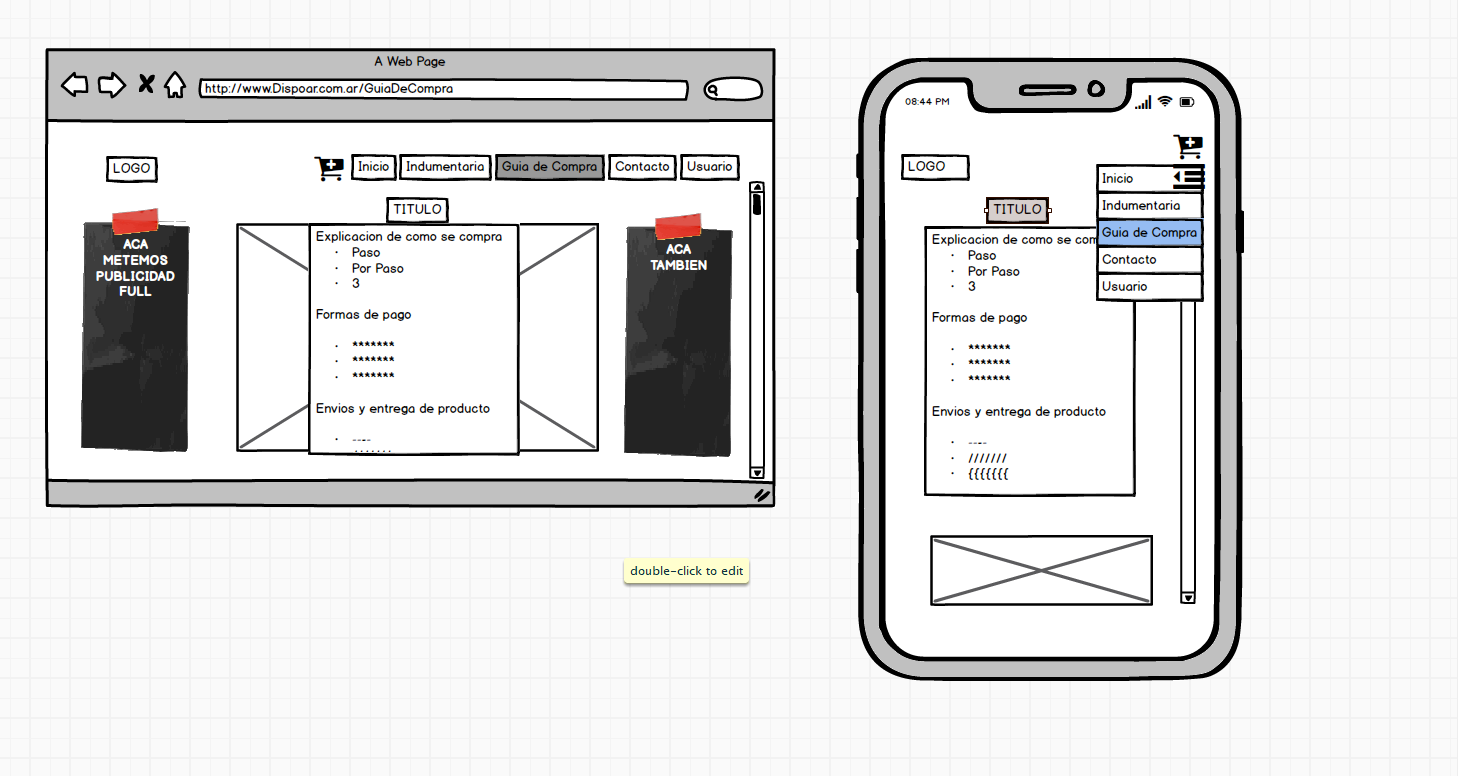 A Web Page
http://www.Dispoar.com.ar/GuiaDeCompra
LOGO
Inicio
Indumentaria
Guia de Compra
Contacto
Usuario
TITULO
ACA
METEMOS
PUBLICIDAD
FULL
Explicacion de como se compra
· Paso
· Por Paso
· 3
Formas de pago
· *******
· *******
· *******
Envios y entrega de producto
· ----
ACA
TAMBIEN
double-click to edit
08:44 PM
LOGO
Inicio
Indumentaria
Guia de Compra
Contacto
Usuario
TITULO
Explicacion de como se com
· Paso
· Por Paso
· 3
Formas de pago
· *******
· *******
· *******
Envios y entrega de producto
· ----
· ///////
· {{{{{{{